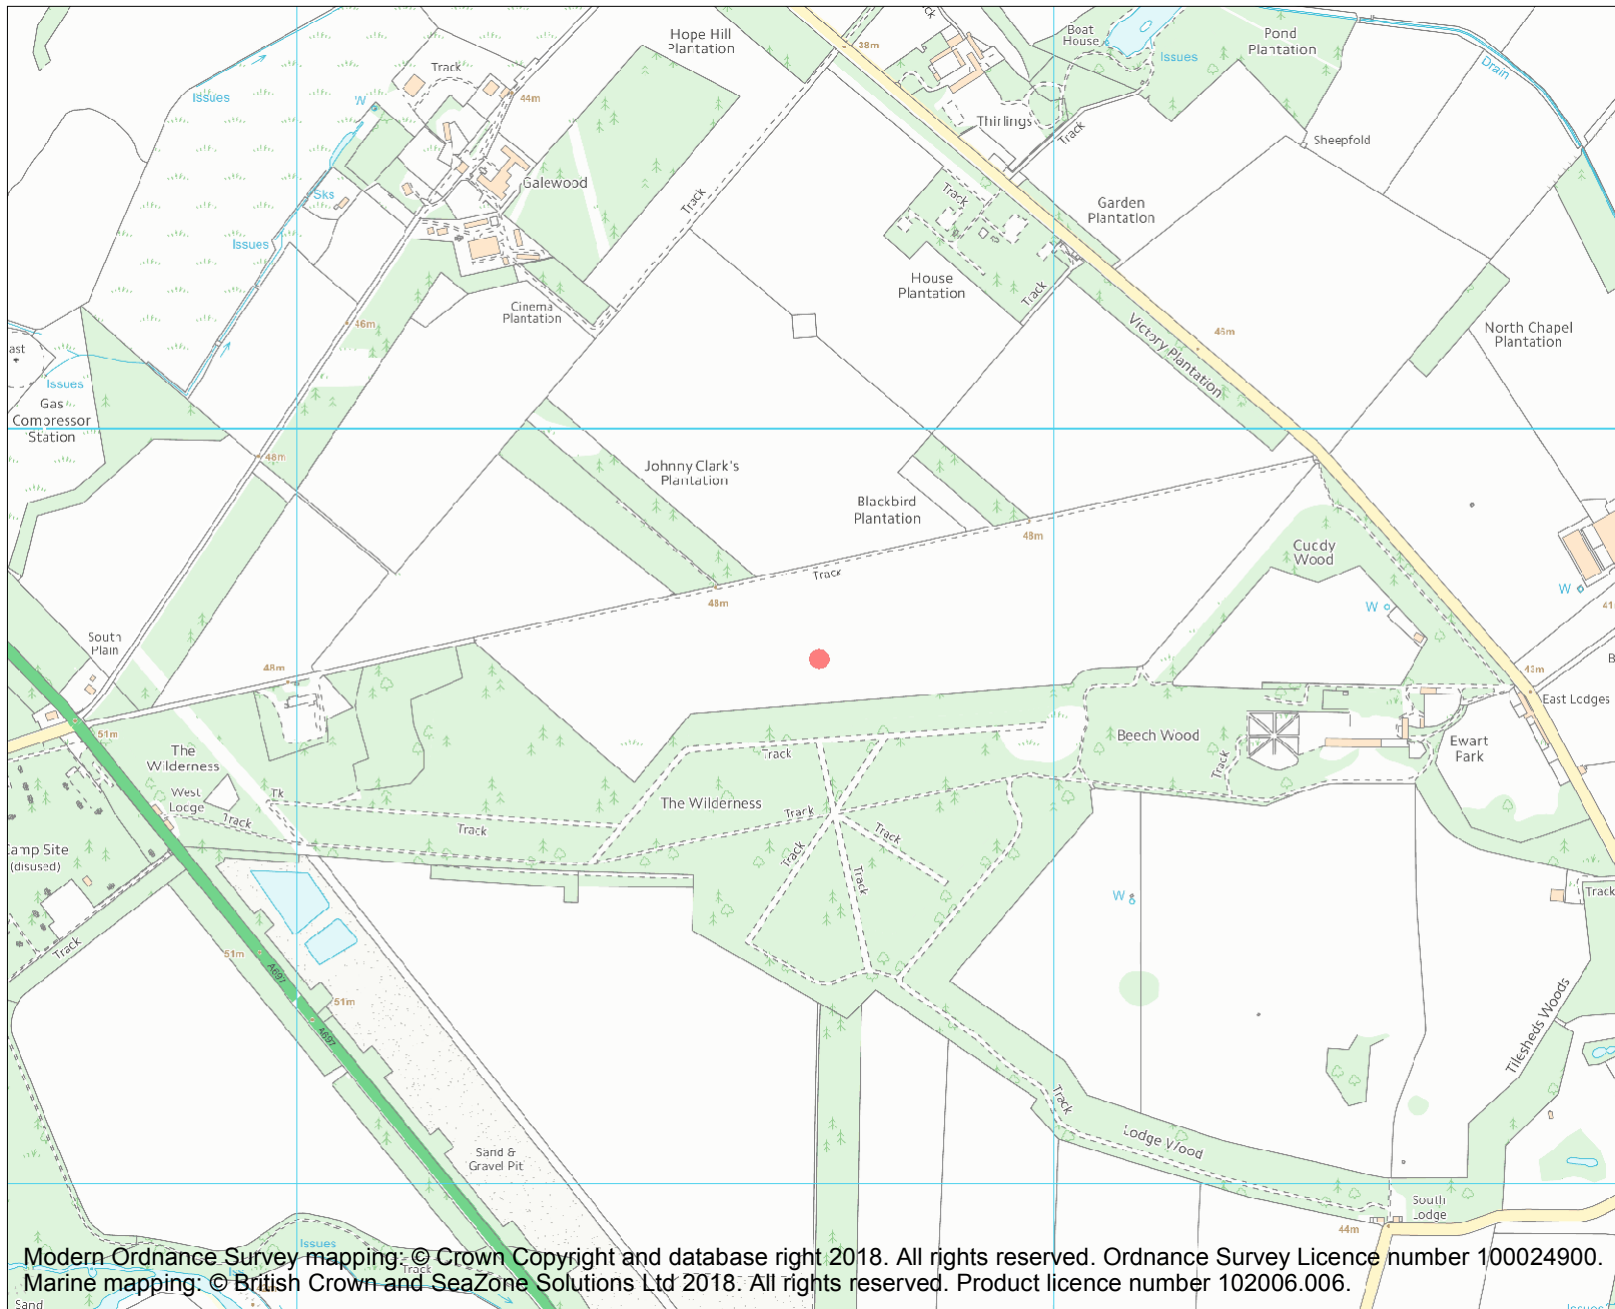 Hope Hill
Plantation
38m
Track
Boat
House
Issues
Pond
Plantation
Drain
Track
Issues
W
44m
Thirlings
Track
Sheepfold
Galewood
Sks
Issues
Track
Track
Garden
Plantation
House
Plantation
Track
Cinema
Plantation
46m
Victory Plantation
46m
North Chapel
Plantation
Issues
Gas
Compressor
Station
48m
Johnny Clark's
Plantation
Blackbird
Plantation
48m
Cuddy
Wood
Track
48m
W
W
South
Plain
48m
43m
East Lodges
51m
The
Wilderness
West
Lodge
Tk
Track
Track
Track
The Wilderness
Track
Track
Track
Track
Beech Wood
Track
Ewart
Park
Camp Site
(disused)
Track
W
Track
51m
A697
51m
A697
Tilesheds Woods
Track
Lodge Wood
Sand &
Gravel Pit
South
Lodge
44m
Issues
Track
Sand
Modern Ordnance Survey mapping: © Crown Copyright and database right 2018. All rights reserved. Ordnance Survey Licence number 100024900.
Marine mapping: © British Crown and SeaZone Solutions Ltd 2018. All rights reserved. Product licence number 102006.006.